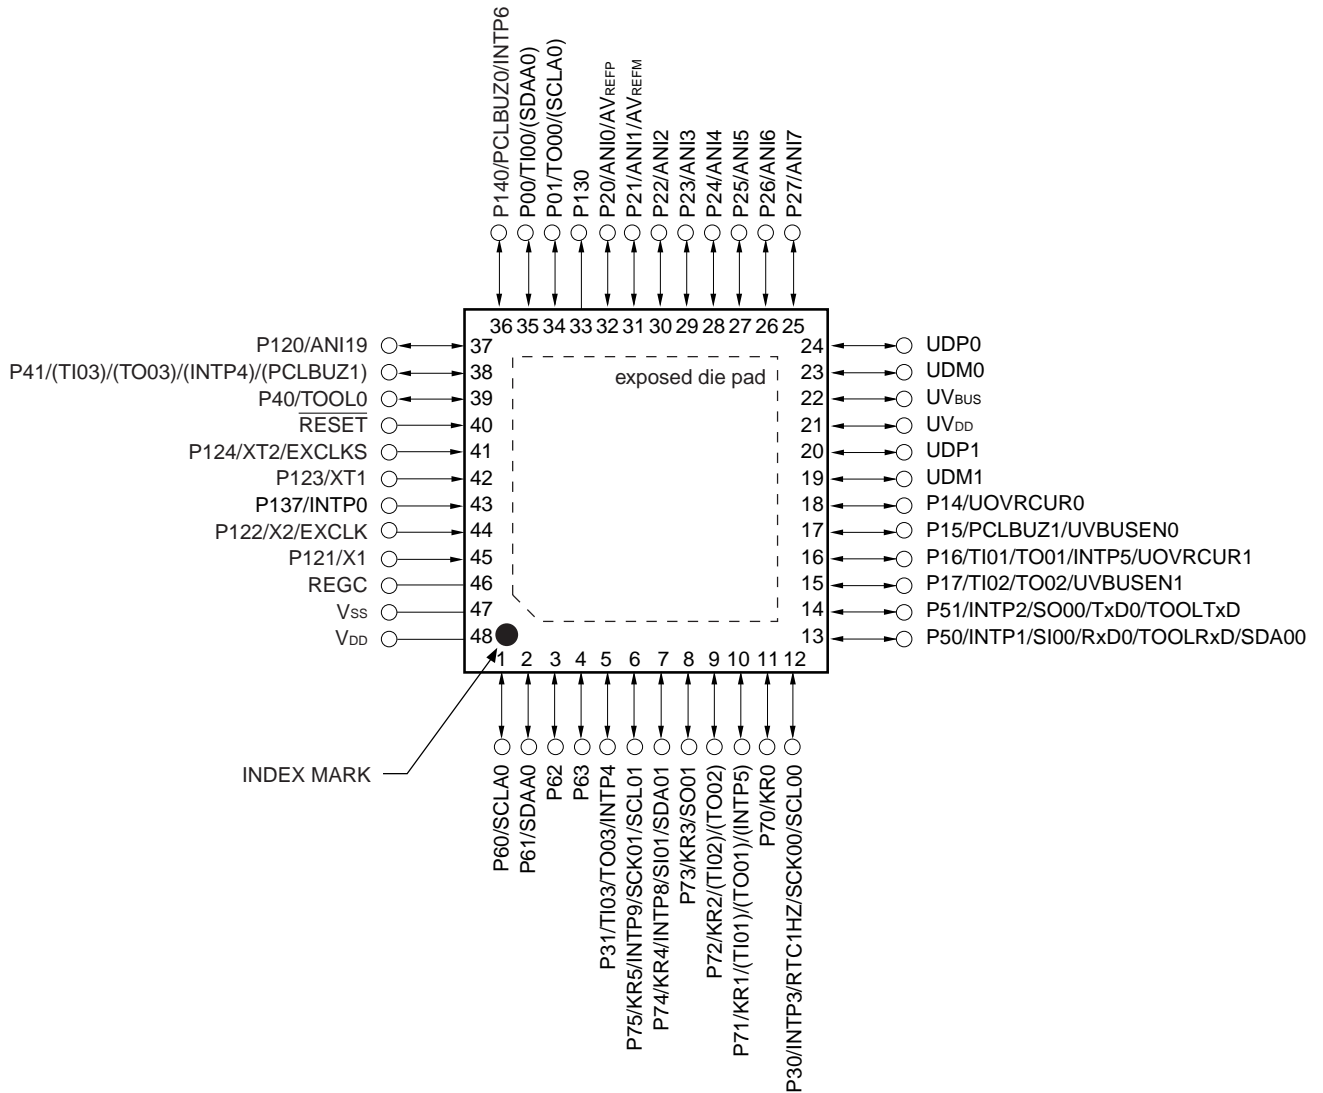 P140/PCLBUZ0/INTP6
P00/TI00/(SDAA0)
P01/TO00/(SCLA0)
P130
P20/ANI0/AVREFP
P21/ANI1/AVREFM
P22/ANI2
P23/ANI3
P24/ANI4
P25/ANI5
P26/ANI6
P27/ANI7
36 35 34 33 32 31 30 29 28 27 26 25
P120/ANI19 37
P41/(TI03)/(TO03)/(INTP4)/(PCLBUZ1) 38
P40/TOOL0 39
RESET 40
P124/XT2/EXCLKS 41
P123/XT1 42
P137/INTP0 43
P122/X2/EXCLK 44
P121/X1 45
REGC 46
VSS 47
VDD 48
exposed die pad
24 UDP0
23 UDM0
22 UVBUS
21 UVDD
20 UDP1
19 UDM1
18 P14/UOVRCUR0
17 P15/PCLBUZ1/UVBUSEN0
16 P16/TI01/TO01/INTP5/UOVRCUR1
15 P17/TI02/TO02/UVBUSEN1
14 P51/INTP2/SO00/TxD0/TOOLTxD
13 P50/INTP1/SI00/RxD0/TOOLRxD/SDA00
1 2 3 4 5 6 7 8 9 10 11 12
INDEX MARK
P60/SCLA0
P61/SDAA0
P62
P63
P31/TI03/TO03/INTP4
P75/KR5/INTP9/SCK01/SCL01
P74/KR4/INTP8/SI01/SDA01
P73/KR3/SO01
P72/KR2/(TI02)/(TO02)
P71/KR1/(TI01)/(TO01)/(INTP5)
P70/KR0
P30/INTP3/RTC1HZ/SCK00/SCL00